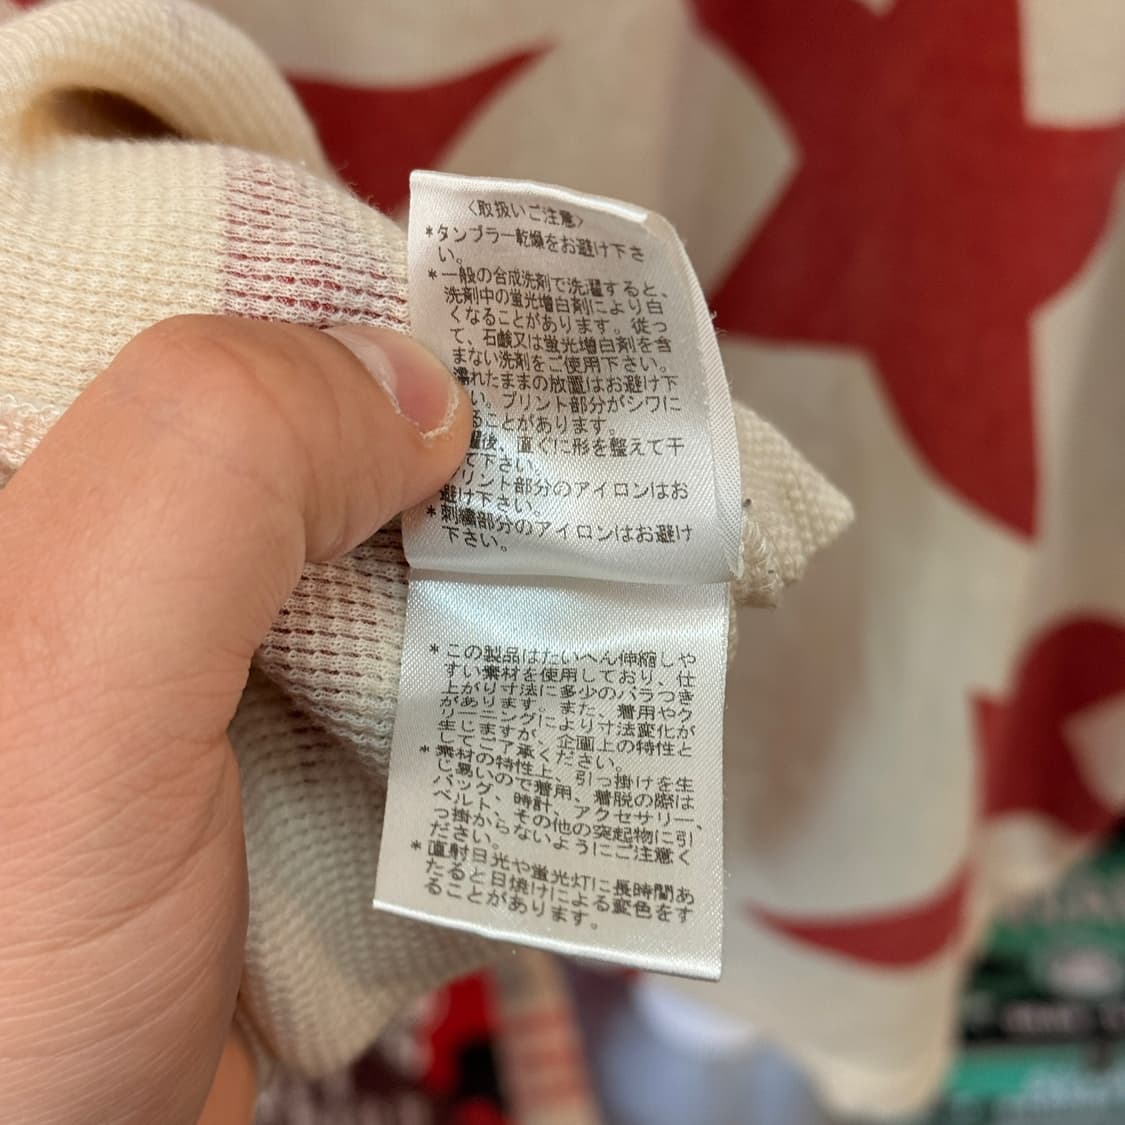 〈取扱いご注意〉
*タンブラー乾燥をお避け下さ
い。
*一般の合成洗剤で洗濯すると、
洗剤中の蛍光増白剤により白
くなることがあります。従っ
て、石鹸又は蛍光増白剤を含
まない洗剤をご使用下さい。
濡れたままの放置はお避け下
い。プリント部分がシワに
ることがあります。
濯後、直ぐに形を整えて干
て下さい。
プリント部分のアイロンはお
避け下さい。
*刺繍部分のアイロンはお避け
下さい。
*この製品はたいへん伸縮しや
すい素材を使用しており、仕
上がり寸法に多少のバラつき
があります。また、着用やク
リーニングにより寸法変化が
生じますが、企画上の特性と
してご了承ください。
*素材の特性上、引っ掛けを生
じ易いので着用、着脱の際は
バッグ、時計、アクセサリー、
ベルト、その他の突起物に引
っ掛からないようにご注意く
ださい。
*直射日光や蛍光灯に長時間あ
たると日焼けによる変色をす
ることがあります。